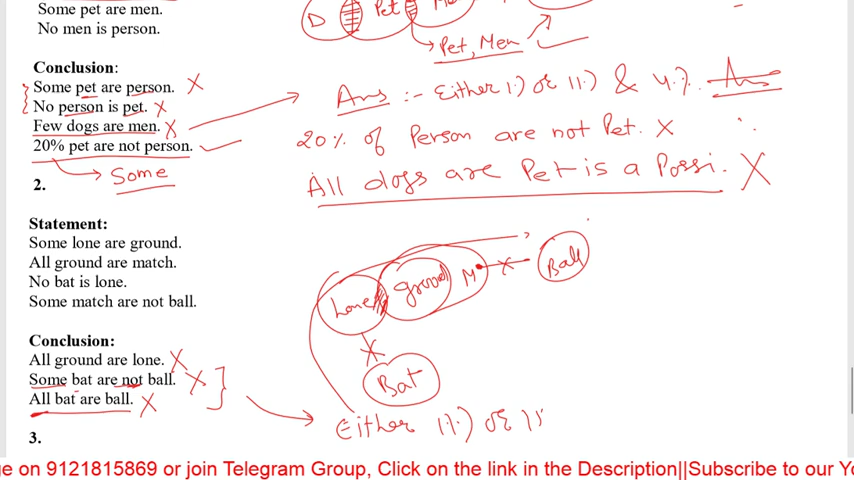 Some pet are men.
No men is person.
D Pet Men
Pet, Men
Conclusion:
Some pet are person. X
No person is pet. X
Few dogs are men. X
20% pet are not person.
Some
Ans :- Either 1) or 11) & 4). Ans
20% of Person are not Pet. X
All dogs are Pet is a Possi. X
2.
Statement:
Some lone are ground.
All ground are match.
No bat is lone.
Some match are not ball.
Lone ground M X Ball
X
Bat
Conclusion:
All ground are lone. X
Some bat are not ball. X
All bat are ball. X
Either 1) or 11
3.
ge on 9121815869 or join Telegram Group, Click on the link in the Description||Subscribe to our Yo